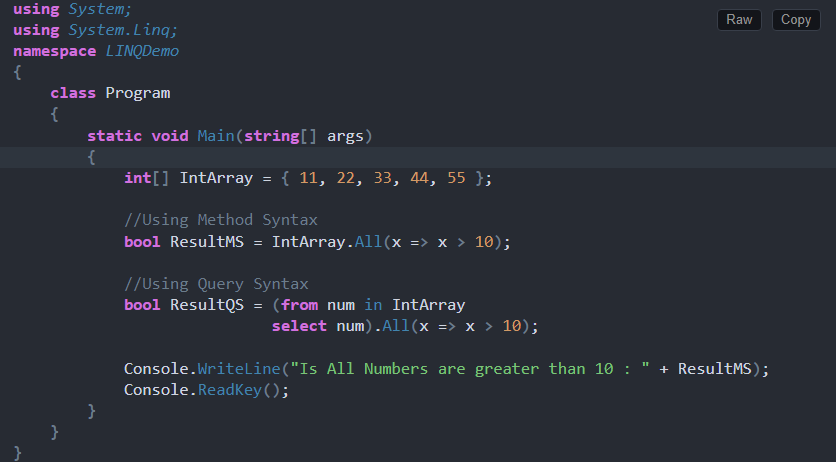 using System;
using System.Linq;
Raw Copy
namespace LINQDemo
{
    class Program
    {
        static void Main(string[] args)
        {
            int[] IntArray = { 11, 22, 33, 44, 55 };

            //Using Method Syntax
            bool ResultMS = IntArray.All(x => x > 10);

            //Using Query Syntax
            bool ResultQS = (from num in IntArray
                            select num).All(x => x > 10);

            Console.WriteLine("Is All Numbers are greater than 10 : " + ResultMS);
            Console.ReadKey();
        }
    }
}